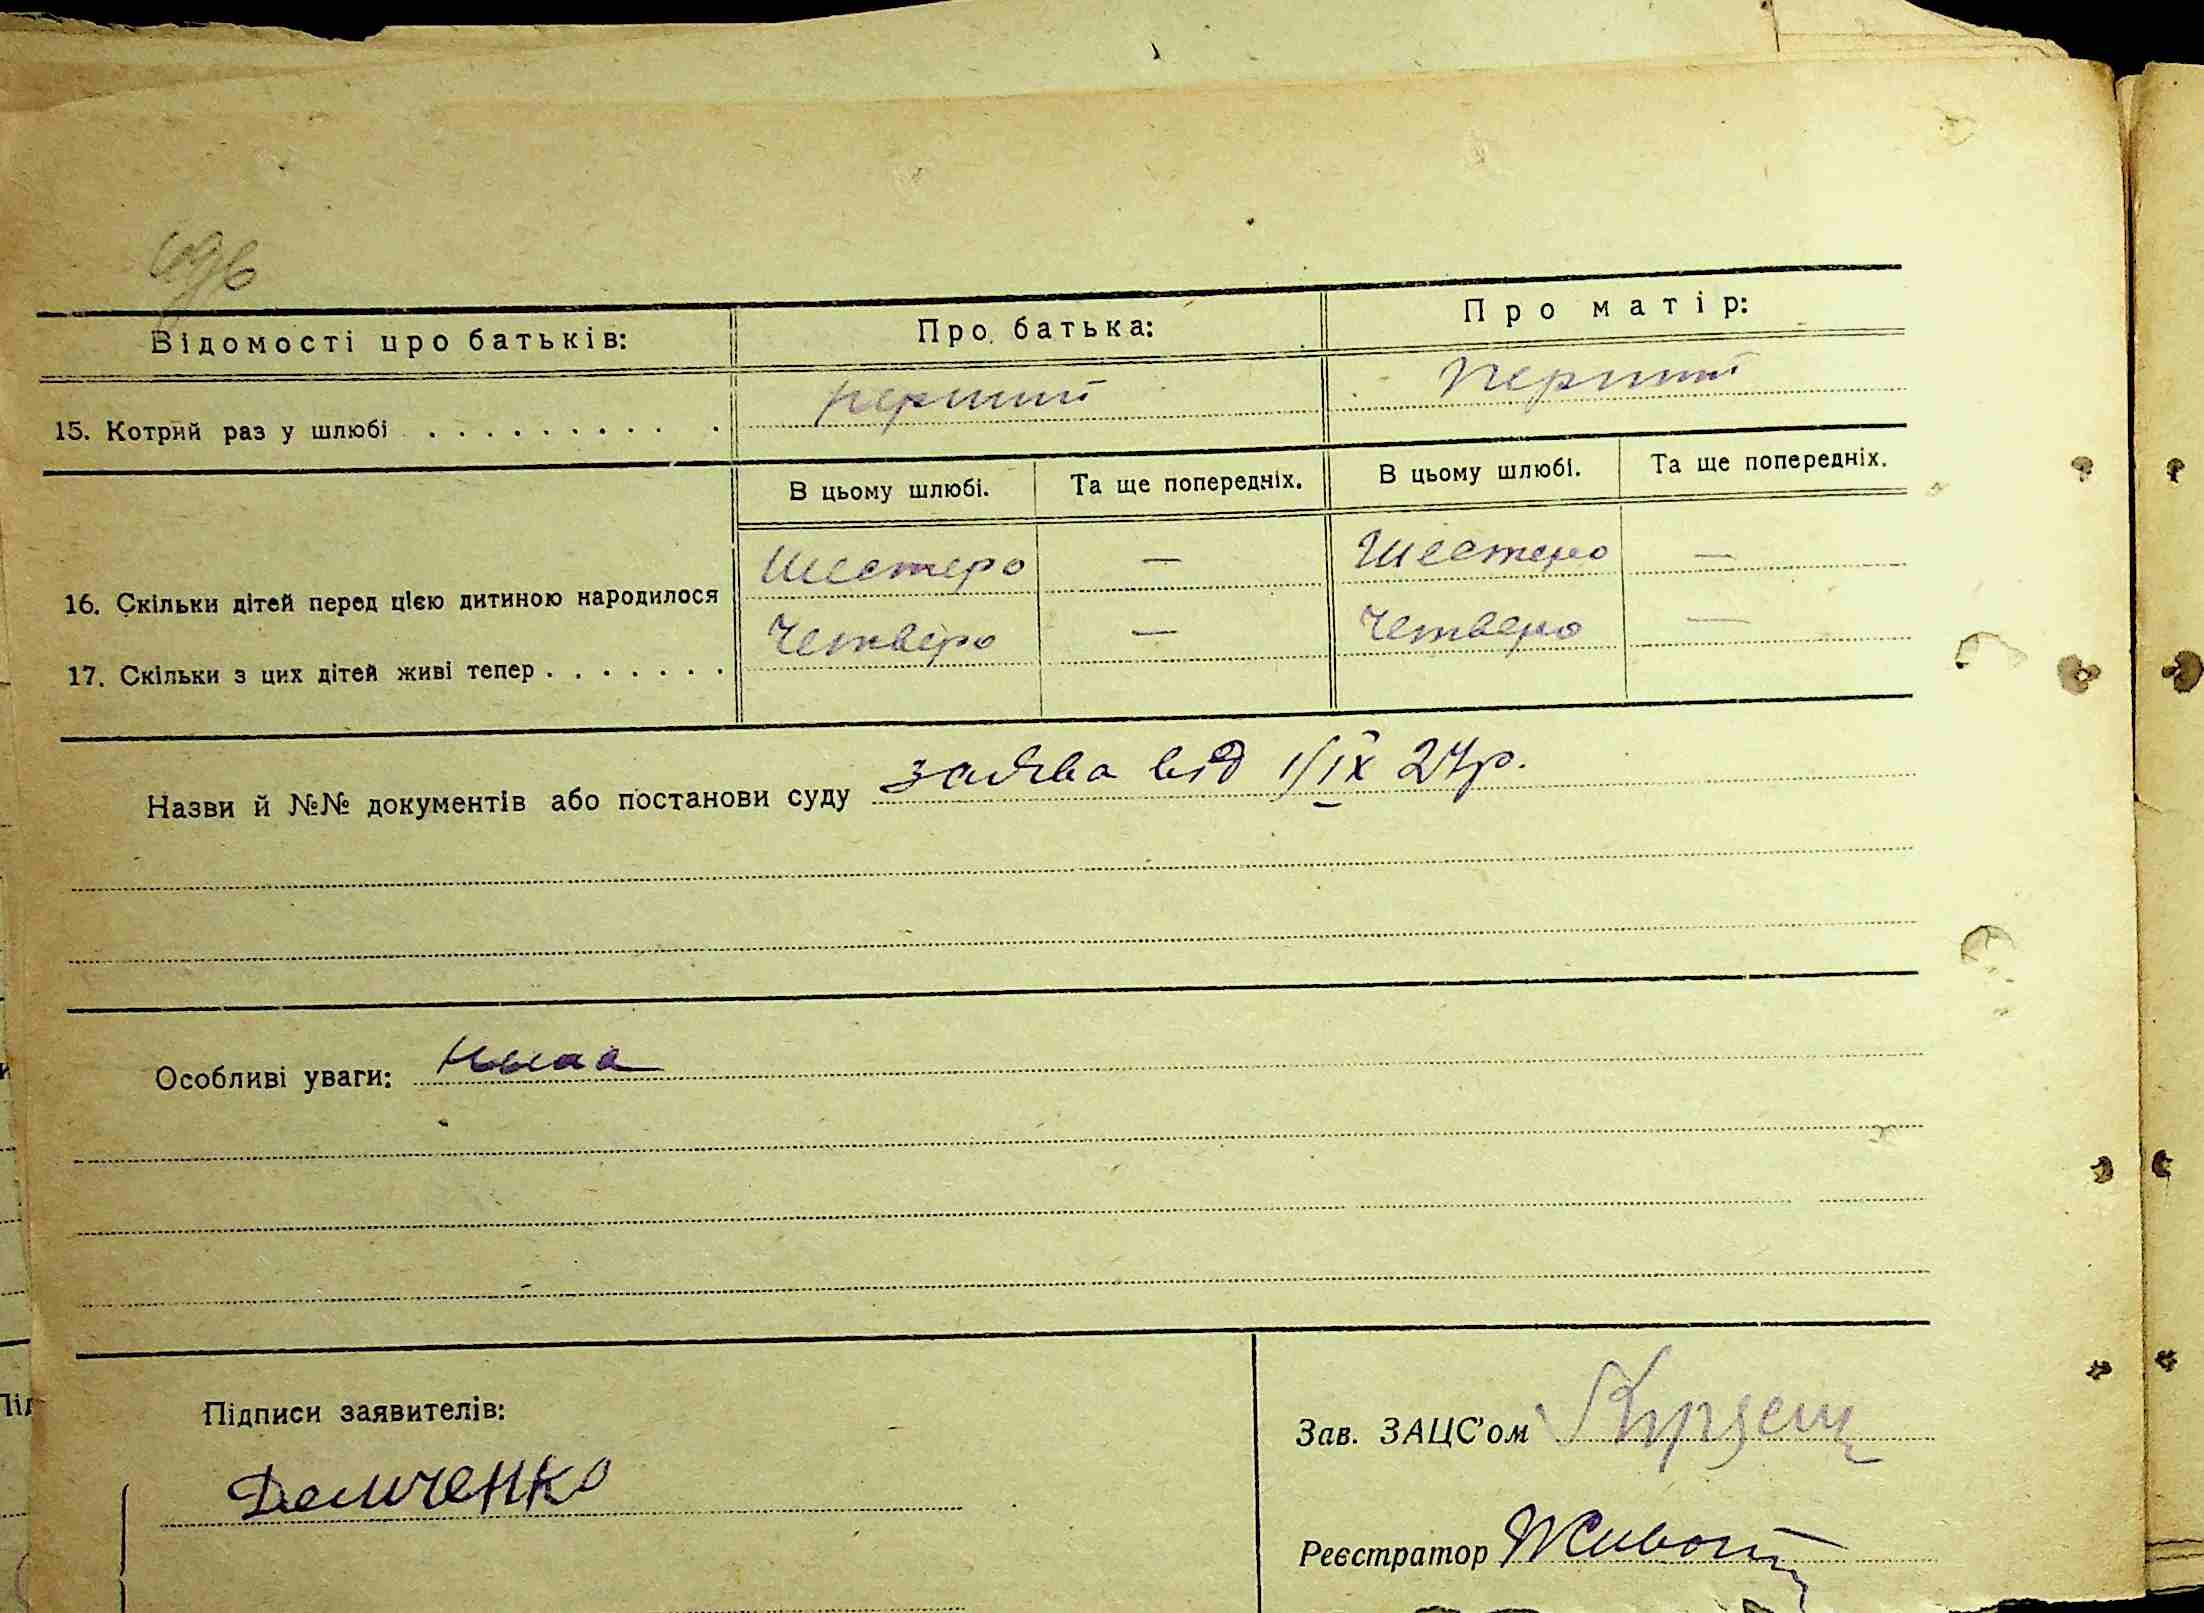 Відомості про батьків: Про батька: Про матір:
15. Котрий раз у шлюбі . . . . . . . . . . . перший перший
В цьому шлюбі. Та ще попередніх. В цьому шлюбі. Та ще попередніх.
16. Скільки дітей перед цією дитиною народилося Шестеро — Шестеро —
17. Скільки з цих дітей живі тепер . . . . . . . Четверо — Четверо —
Назви й №№ документів або постанови суду заява від 1/IX 27р.
Особливі уваги:
Підписи заявителів:
Демченко
Зав. ЗАЦС'ом
Реєстратор